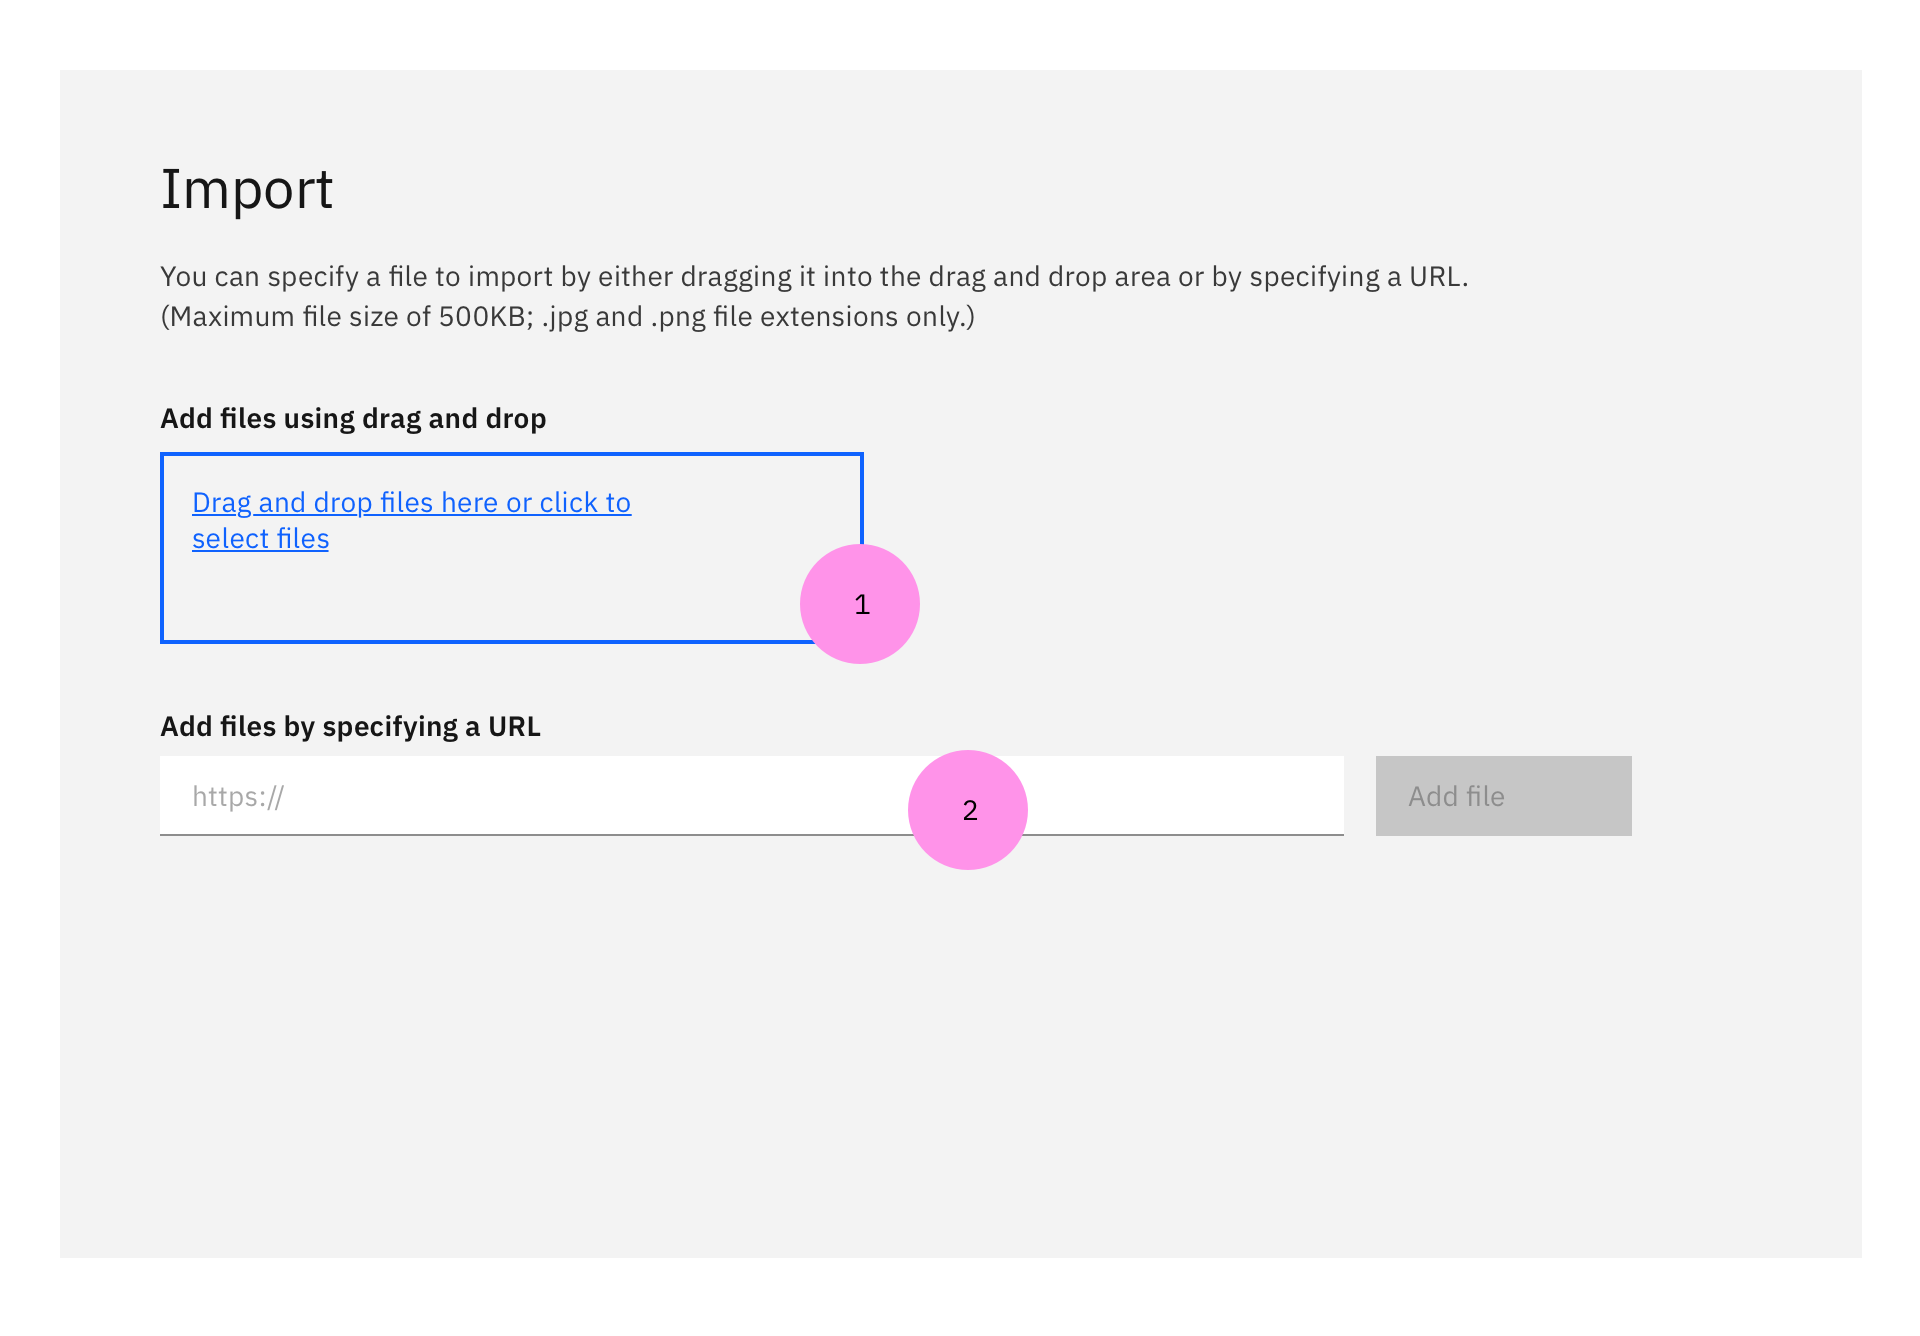 Import
You can specify a file to import by either dragging it into the drag and drop area or by specifying a URL.
(Maximum file size of 500KB; .jpg and .png file extensions only.)
Add files using drag and drop
Drag and drop files here or click to
select files
1
Add files by specifying a URL
https://
2
Add file